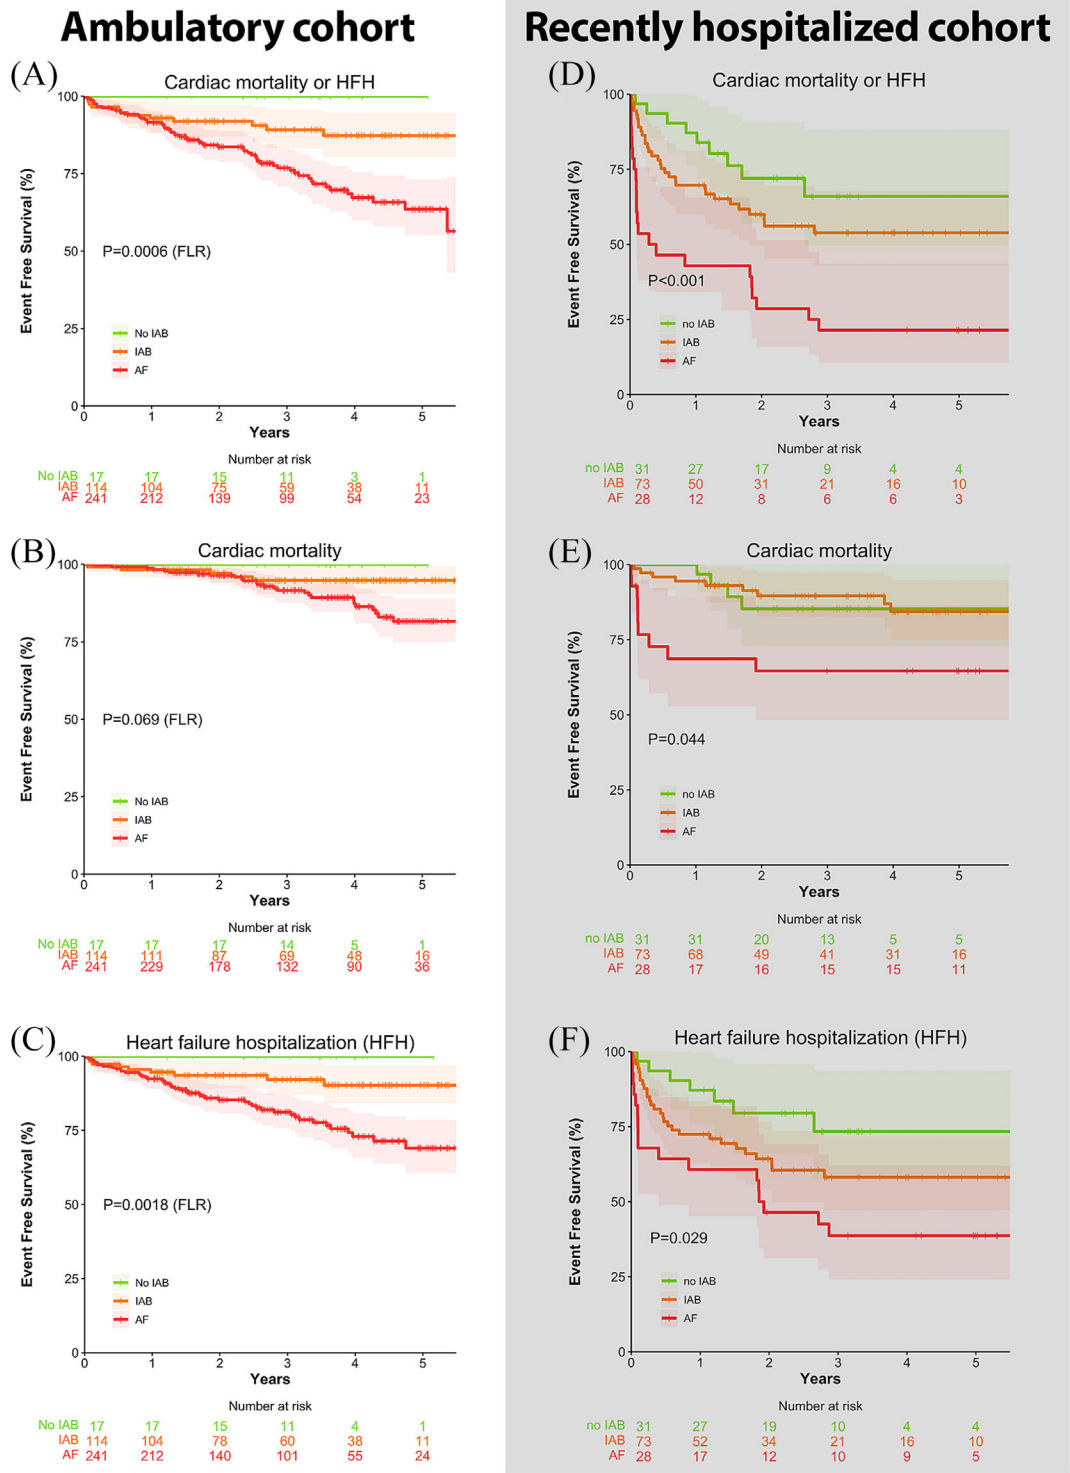 Ambulatory cohort
Recently hospitalized cohort
(A)
Cardiac mortality or HFH
Event Free Survival (%)
100
75
50
25
0
P=0.0006 (FLR)
No IAB
IAB
AF
0 1 2 3 4 5
Years
Number at risk
No IAB 17 17 15 11 3 1
IAB 114 104 75 59 38 11
AF 241 212 139 99 54 23
(D)
Cardiac mortality or HFH
Event Free Survival (%)
100
75
50
25
0
P<0.001
no IAB
IAB
AF
0 1 2 3 4 5
Years
Number at risk
no IAB 31 27 17 9 4 4
IAB 73 50 31 21 16 10
AF 28 12 8 6 6 3
(B)
Cardiac mortality
Event Free Survival (%)
100
75
50
25
0
P=0.069 (FLR)
No IAB
IAB
AF
0 1 2 3 4 5
Years
Number at risk
No IAB 17 17 17 14 5 1
IAB 114 111 87 69 48 16
AF 241 229 178 132 90 36
(E)
Cardiac mortality
Event Free Survival (%)
100
75
50
25
0
P=0.044
no IAB
IAB
AF
0 1 2 3 4 5
Years
Number at risk
no IAB 31 31 20 13 5 5
IAB 73 68 49 41 31 16
AF 28 17 16 15 15 11
(C)
Heart failure hospitalization (HFH)
Event Free Survival (%)
100
75
50
25
0
P=0.0018 (FLR)
No IAB
IAB
AF
0 1 2 3 4 5
Years
Number at risk
No IAB 17 17 15 11 4 1
IAB 114 104 78 60 38 11
AF 241 212 140 101 55 24
(F)
Heart failure hospitalization (HFH)
Event Free Survival (%)
100
75
50
25
0
P=0.029
no IAB
IAB
AF
0 1 2 3 4 5
Years
Number at risk
no IAB 31 27 19 10 4 4
IAB 73 52 34 21 16 10
AF 28 17 12 10 9 5